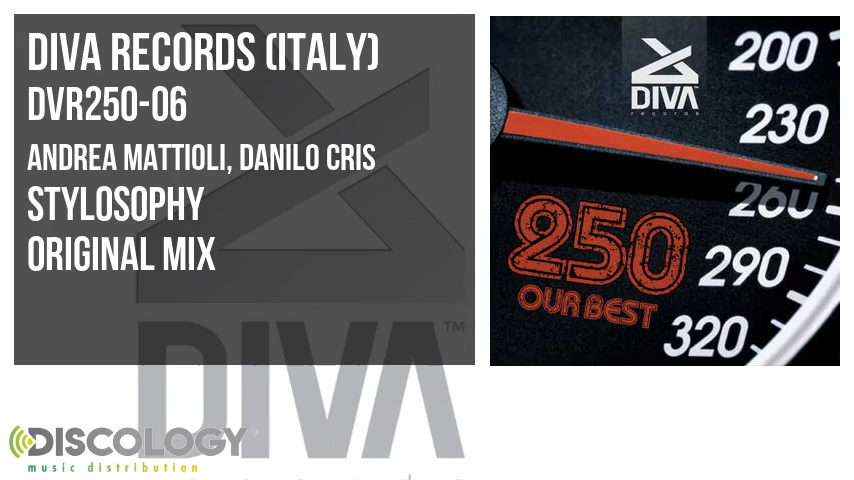 DIVA RECORDS (ITALY)
DVR250-06
ANDREA MATTIOLI, DANILO CRIS
STYLOSOPHY
ORIGINAL MIX
DIVA™
DISCOLOGY®
music distribution
DIVA
records
200
230
260
250
OUR BEST
290
320